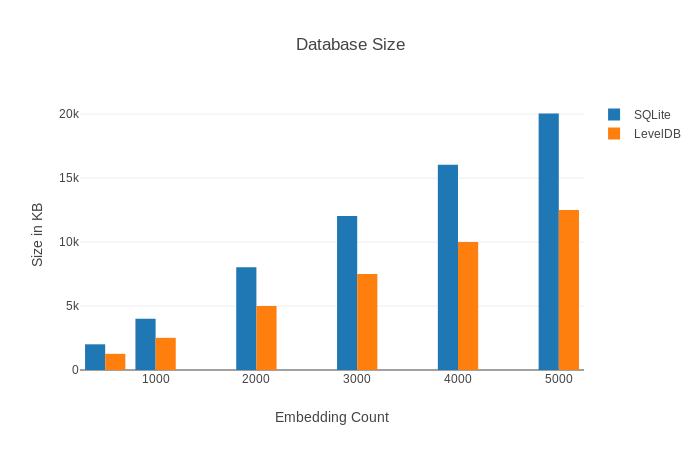 Database Size
SQLite
LevelDB
Size in KB
20k
15k
10k
5k
0
1000
2000
3000
4000
5000
Embedding Count